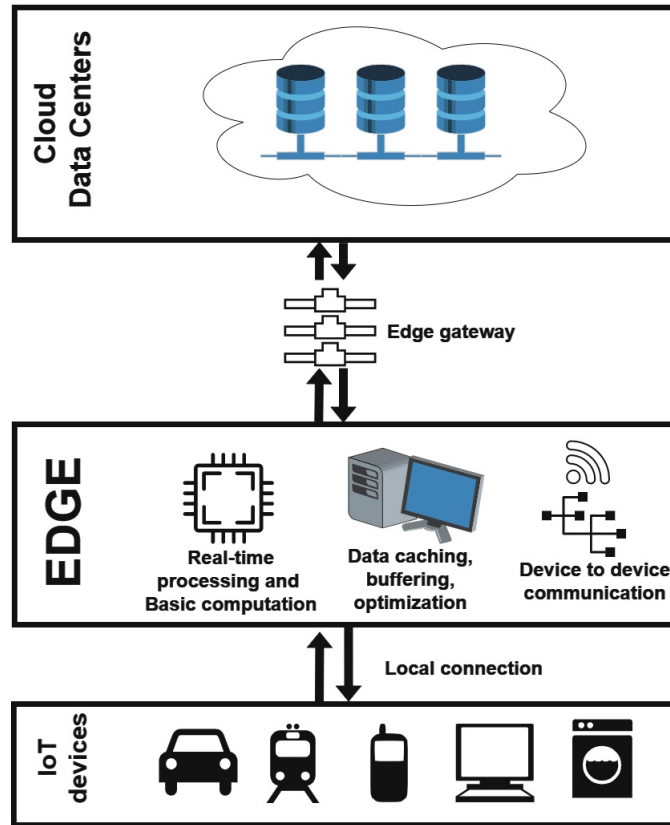 Cloud
Data Centers
Edge gateway
EDGE
Real-time
processing and
Basic computation
Data caching,
buffering,
optimization
Device to device
communication
Local connection
IoT
devices